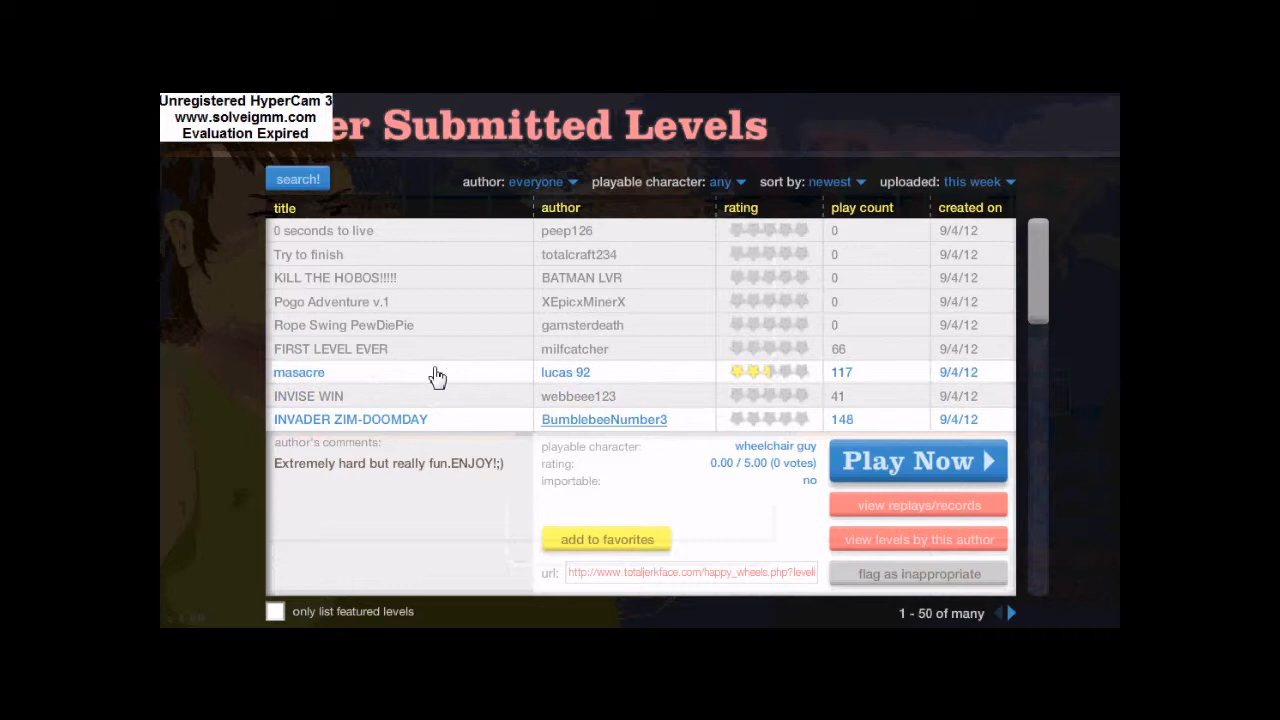 Unregistered HyperCam 3
www.solveigmm.com
Evaluation Expired
er Submitted Levels
search!
author: everyone playable character: any sort by: newest uploaded: this week
title author rating play count created on
0 seconds to live peep126 0 9/4/12
Try to finish totalcraft234 0 9/4/12
KILL THE HOBOS!!!!! BATMAN LVR 0 9/4/12
Pogo Adventure v.1 XEpicxMinerX 0 9/4/12
Rope Swing PewDiePie gamsterdeath 0 9/4/12
FIRST LEVEL EVER milfcatcher 66 9/4/12
masacre lucas 92 117 9/4/12
INVISE WIN webbeee123 41 9/4/12
INVADER ZIM-DOOMDAY BumblebeeNumber3 148 9/4/12
author's comments:
Extremely hard but really fun.ENJOY!;)
playable character: wheelchair guy
rating: 0.00 / 5.00 (0 votes)
importable: no
add to favorites
url: http://www.totaljerkface.com/happy_wheels.php?leveli
Play Now
view replays/records
view levels by this author
flag as inappropriate
only list featured levels
1 - 50 of many